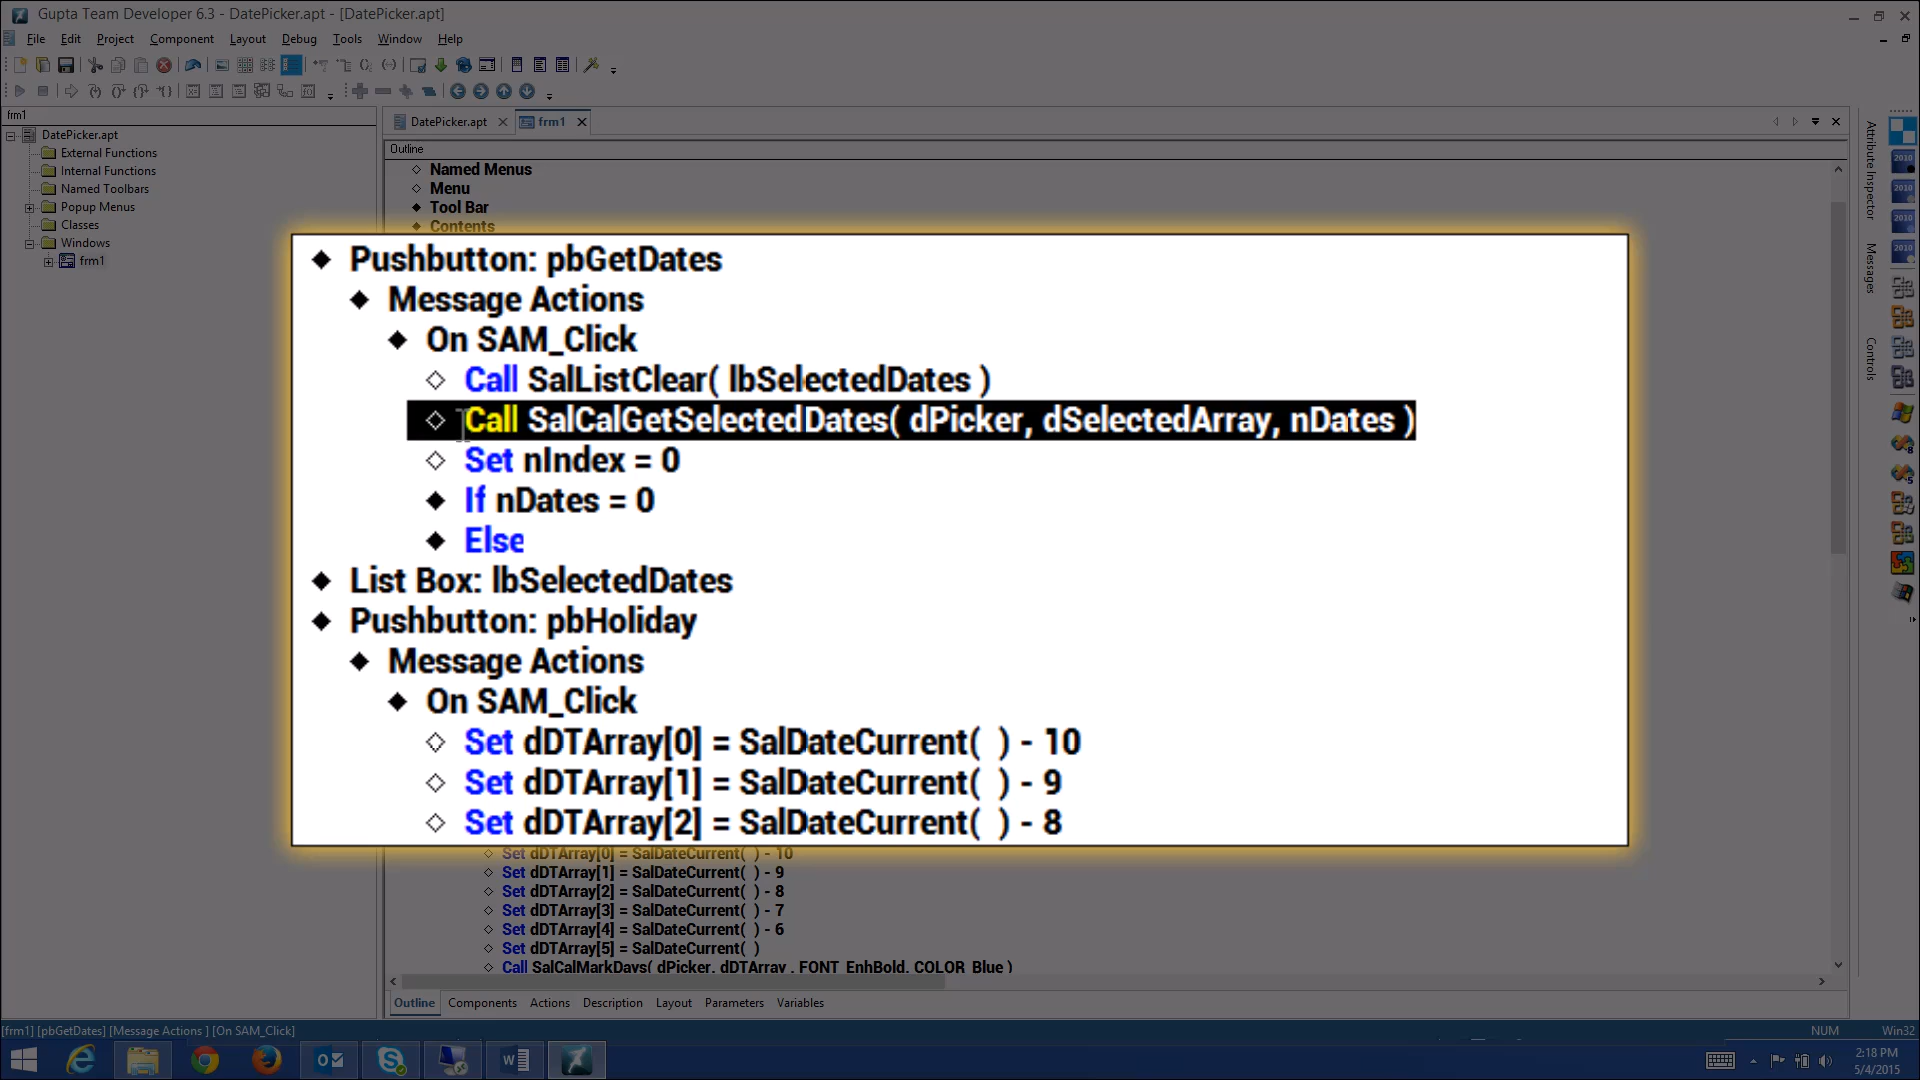 Gupta Team Developer 6.3 - DatePicker.apt - [DatePicker.apt]
File Edit Project Component Layout Debug Tools Window Help
frm1
DatePicker.apt
External Functions
Internal Functions
Named Toolbars
Popup Menus
Classes
Windows
frm1
DatePicker.apt
frm1
Outline
Named Menus
Menu
Tool Bar
Contents
Pushbutton: pbGetDates
Message Actions
On SAM_Click
Call SalListClear( lbSelectedDates )
Call SalCalGetSelectedDates( dPicker, dSelectedArray, nDates )
Set nIndex = 0
If nDates = 0
Else
List Box: lbSelectedDates
Pushbutton: pbHoliday
Message Actions
On SAM_Click
Set dDTArray[0] = SalDateCurrent(  ) - 10
Set dDTArray[1] = SalDateCurrent(  ) - 9
Set dDTArray[2] = SalDateCurrent(  ) - 8
Set dDTArray[0] = SalDateCurrent(  ) - 10
Set dDTArray[1] = SalDateCurrent(  ) - 9
Set dDTArray[2] = SalDateCurrent(  ) - 8
Set dDTArray[3] = SalDateCurrent(  ) - 7
Set dDTArray[4] = SalDateCurrent(  ) - 6
Set dDTArray[5] = SalDateCurrent(  )
Call SalCalMarkDays( dPicker, dDTArray , FONT_EnhBold, COLOR_Blue )
Outline Components Actions Description Layout Parameters Variables
Attribute Inspector
Messages
Controls
2010
2010
2010
2010
[frm1] [pbGetDates] [Message Actions ] [On SAM_Click]
NUM
Win32
2:18 PM
5/4/2015